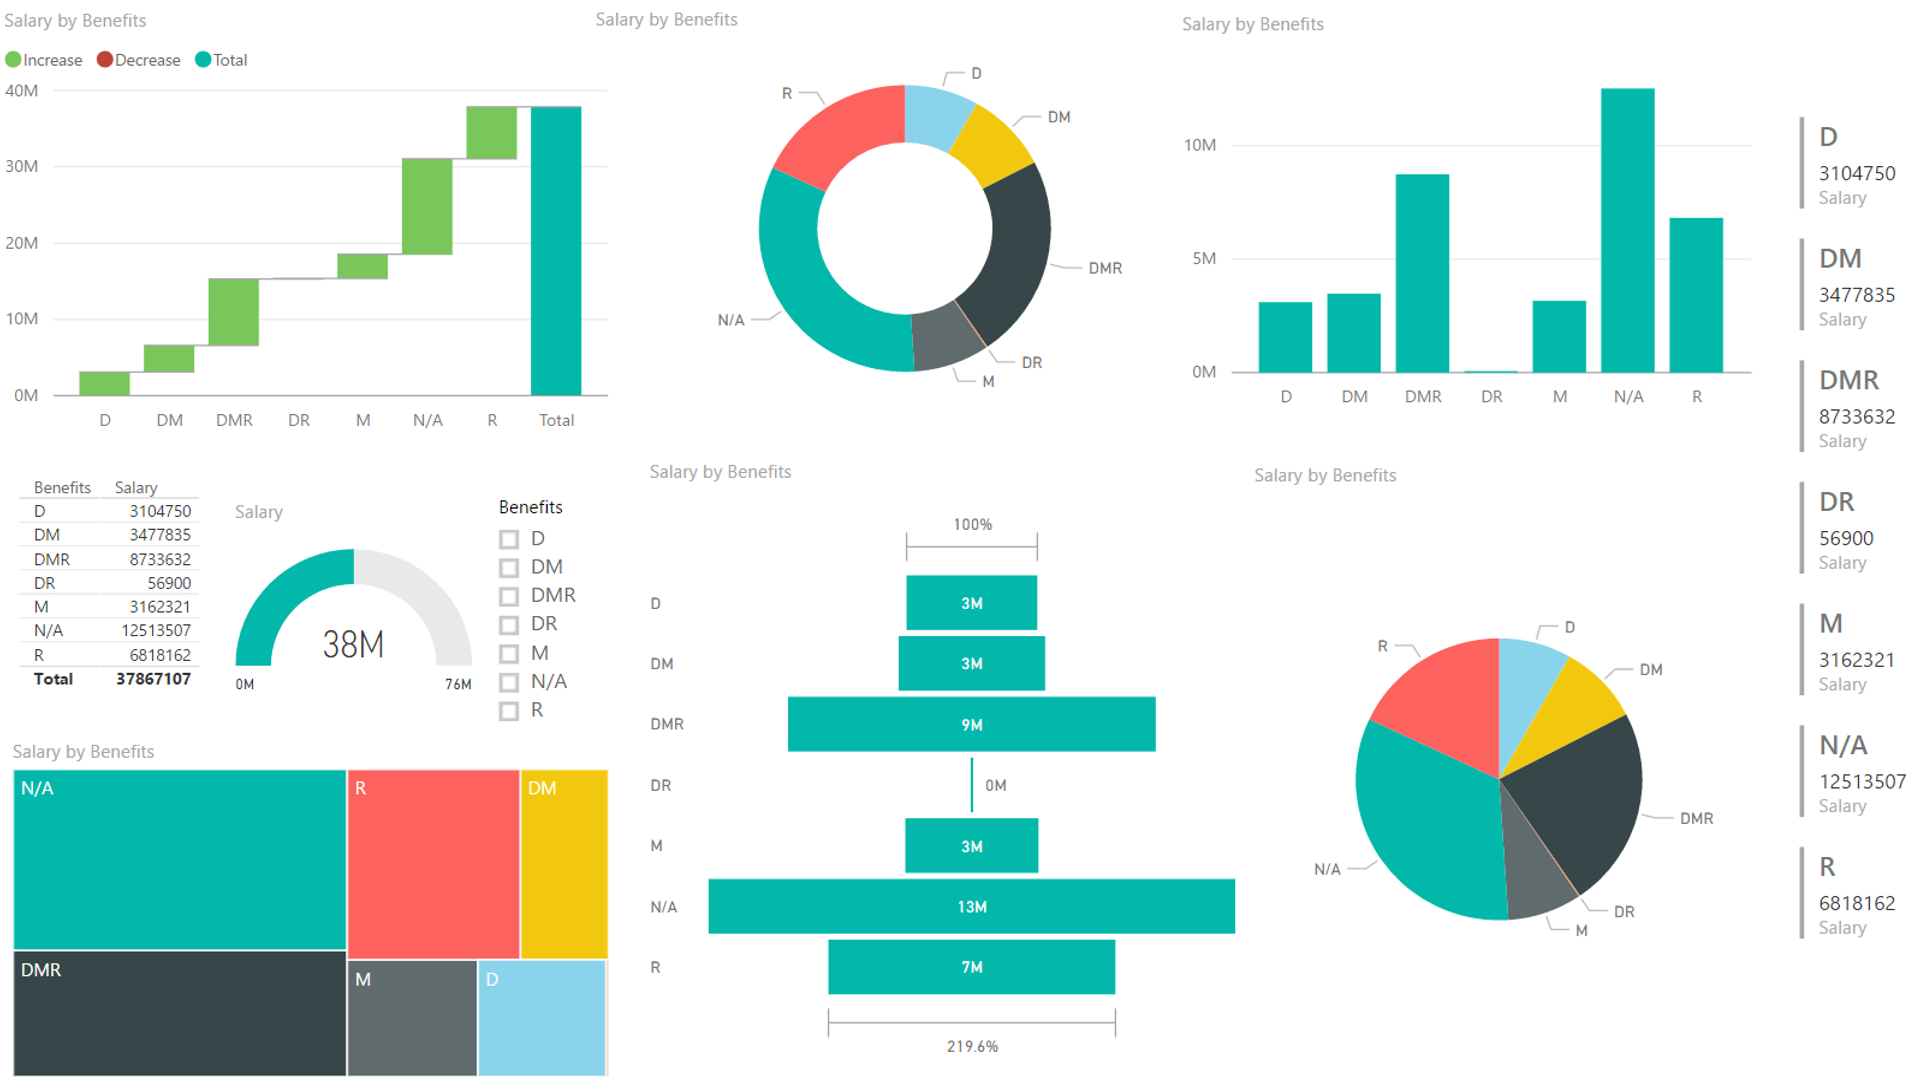 Salary by Benefits
Increase Decrease Total
40M
30M
20M
10M
0M
D DM DMR DR M N/A R Total
Salary by Benefits
D
DM
DMR
DR
M
N/A
R
Salary by Benefits
10M
5M
0M
D DM DMR DR M N/A R
D
3104750
Salary
DM
3477835
Salary
DMR
8733632
Salary
DR
56900
Salary
M
3162321
Salary
N/A
12513507
Salary
R
6818162
Salary
Benefits Salary
D 3104750
DM 3477835
DMR 8733632
DR 56900
M 3162321
N/A 12513507
R 6818162
Total 37867107
Salary
38M
0M 76M
Benefits
D
DM
DMR
DR
M
N/A
R
Salary by Benefits
100%
D 3M
DM 3M
DMR 9M
DR 0M
M 3M
N/A 13M
R 7M
219.6%
Salary by Benefits
D
DM
DMR
DR
M
N/A
R
Salary by Benefits
N/A
R
DM
DMR
M
D